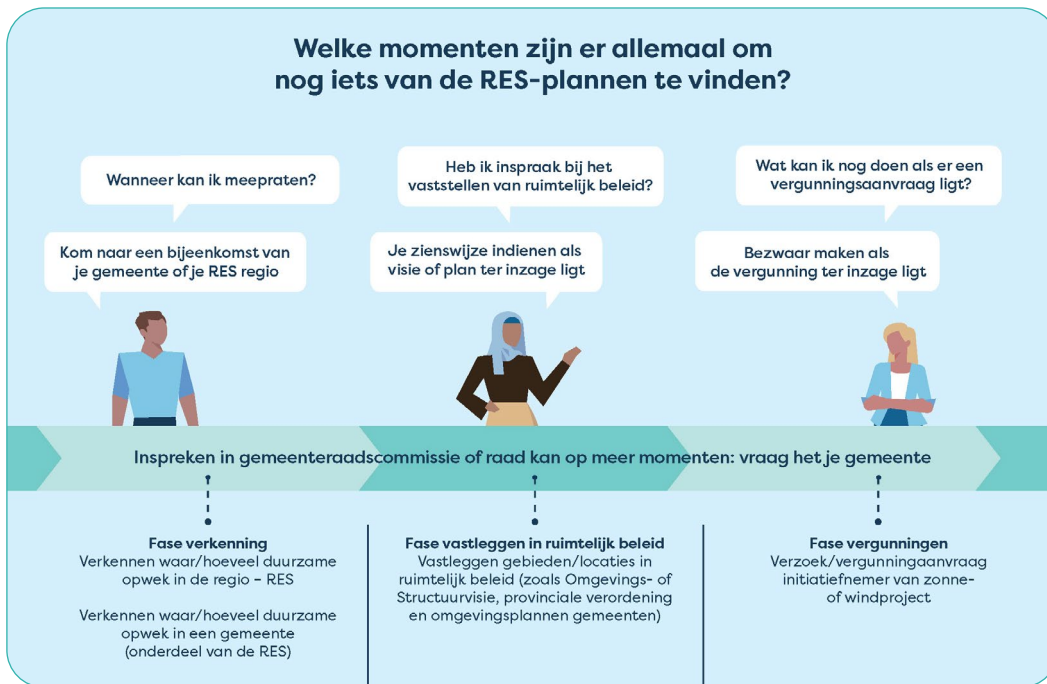 Welke momenten zijn er allemaal om
nog iets van de RES-plannen te vinden?
Wanneer kan ik meepraten?
Kom naar een bijeenkomst van
je gemeente of je RES regio
Heb ik inspraak bij het
vaststellen van ruimtelijk beleid?
Je zienswijze indienen als
visie of plan ter inzage ligt
Wat kan ik nog doen als er een
vergunningsaanvraag ligt?
Bezwaar maken als
de vergunning ter inzage ligt
Inspreken in gemeenteraadscommissie of raad kan op meer momenten: vraag het je gemeente
Fase verkenning
Verkennen waar/hoeveel duurzame
opwek in de regio – RES
Verkennen waar/hoeveel duurzame
opwek in een gemeente
(onderdeel van de RES)
Fase vastleggen in ruimtelijk beleid
Vastleggen gebieden/locaties in
ruimtelijk beleid (zoals Omgevings- of
Structuurvisie, provinciale verordening
en omgevingsplannen gemeenten)
Fase vergunningen
Verzoek/vergunningaanvraag
initiatiefnemer van zonne-
of windproject